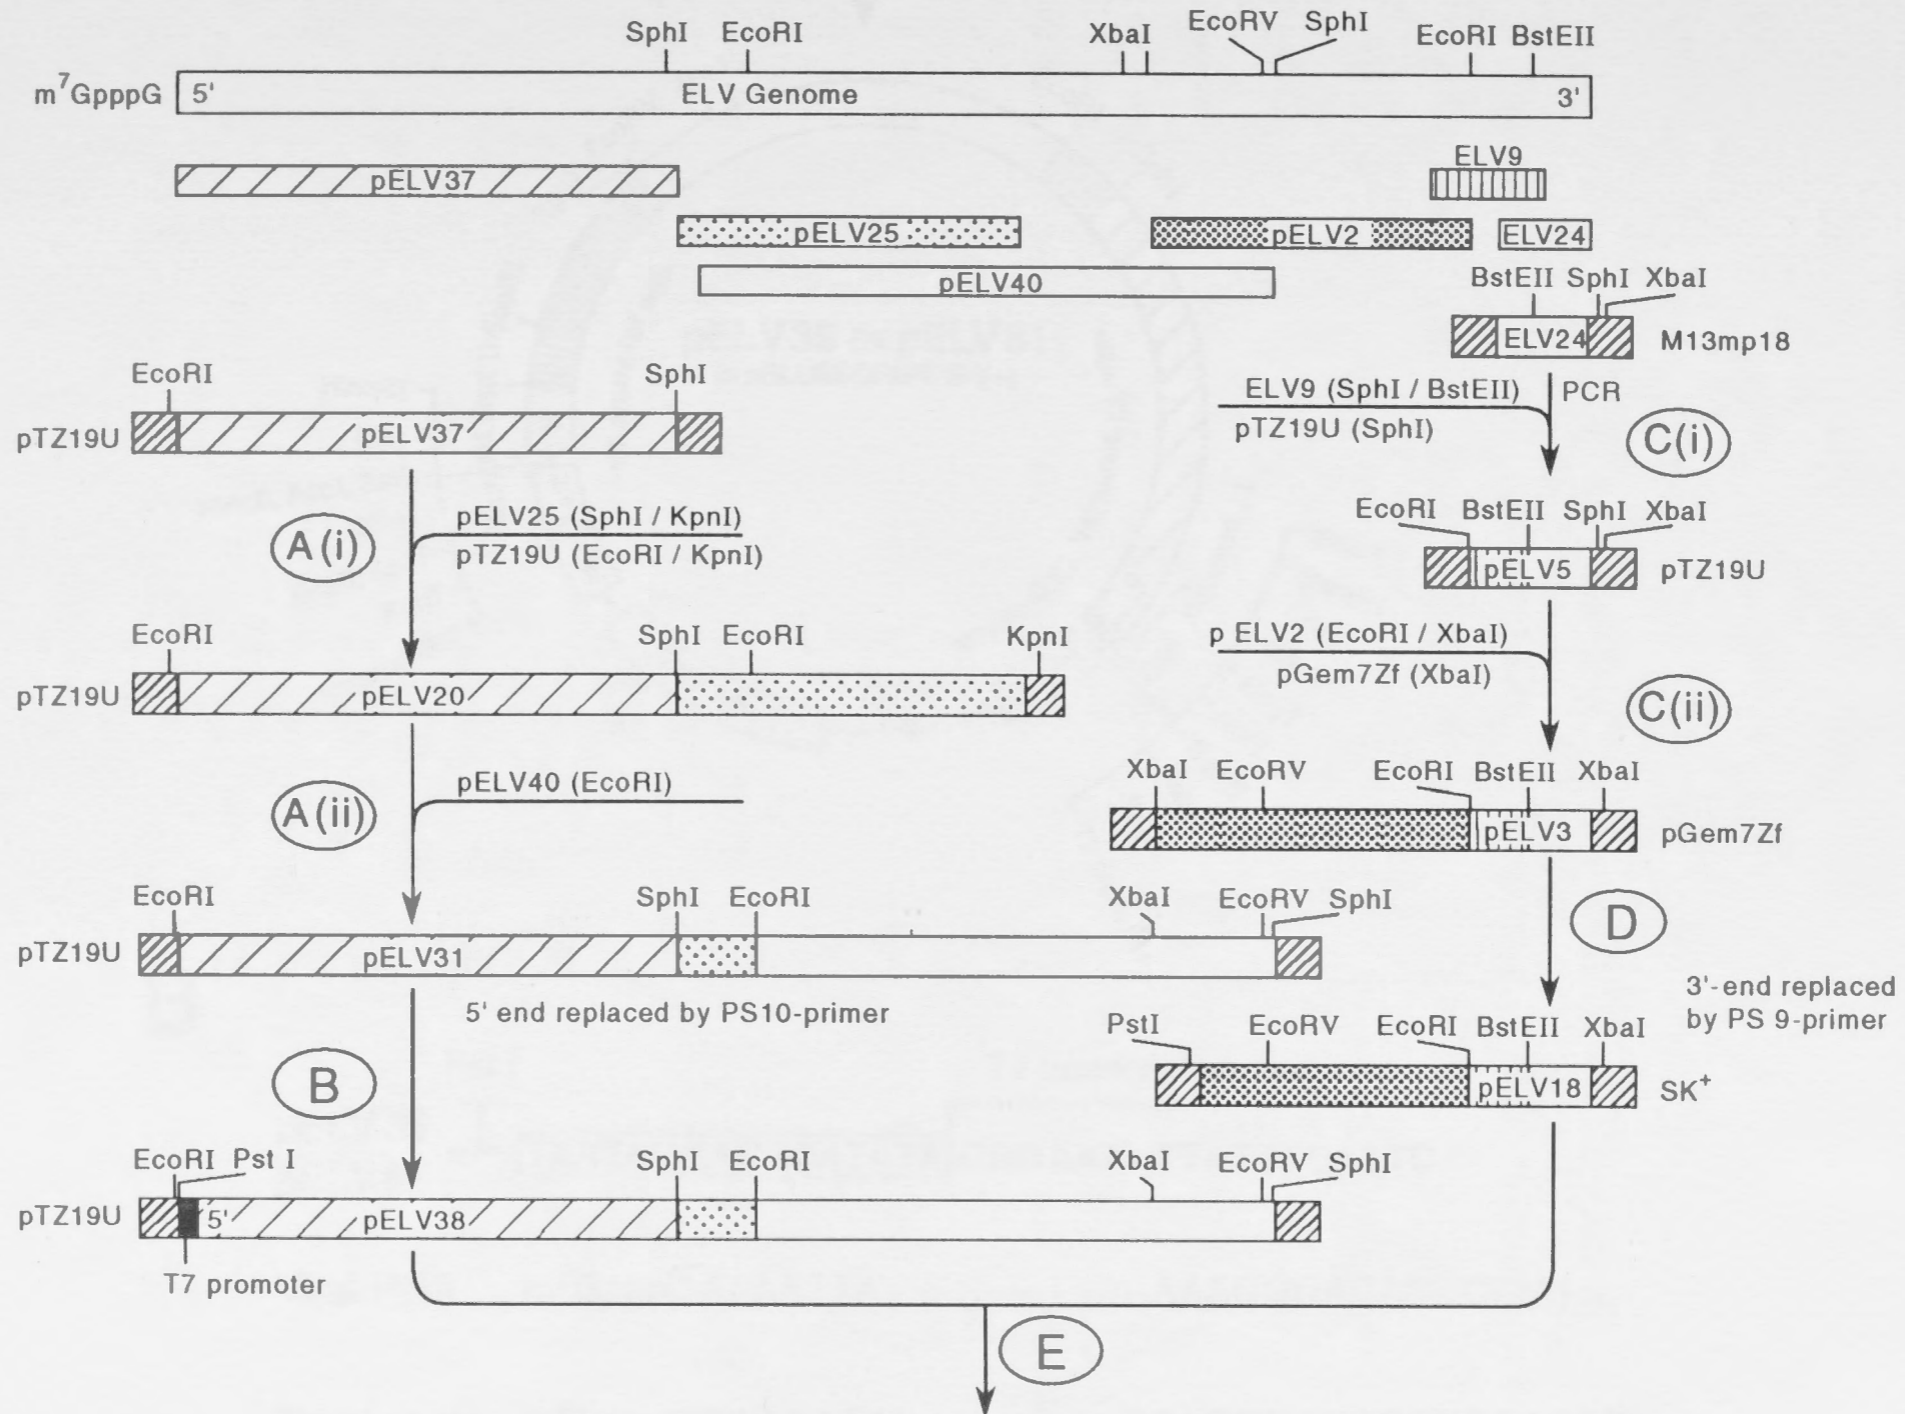 SphI EcoRI XbaI EcoRV SphI EcoRI BstEII
m7GpppG 5' ELV Genome 3'
pELV37
ELV9
pELV25 pELV2 ELV24
pELV40
BstEII SphI XbaI
ELV24 M13mp18
EcoRI SphI
pTZ19U pELV37
ELV9 (SphI / BstEII) PCR
pTZ19U (SphI)
C(i)
A(i)
pELV25 (SphI / KpnI)
pTZ19U (EcoRI / KpnI)
EcoRI BstEII SphI XbaI
pELV5 pTZ19U
EcoRI SphI EcoRI KpnI
pTZ19U pELV20
p ELV2 (EcoRI / XbaI)
pGem7Zf (XbaI)
C(ii)
A(ii)
pELV40 (EcoRI)
XbaI EcoRV EcoRI BstEII XbaI
pELV3 pGem7Zf
EcoRI SphI EcoRI XbaI EcoRV SphI
pTZ19U pELV31
D
5' end replaced by PS10-primer
3'-end replaced
by PS 9-primer
PstI EcoRV EcoRI BstEII XbaI
pELV18 SK+
B
EcoRI Pst I SphI EcoRI XbaI EcoRV SphI
pTZ19U 5' pELV38
T7 promoter
E